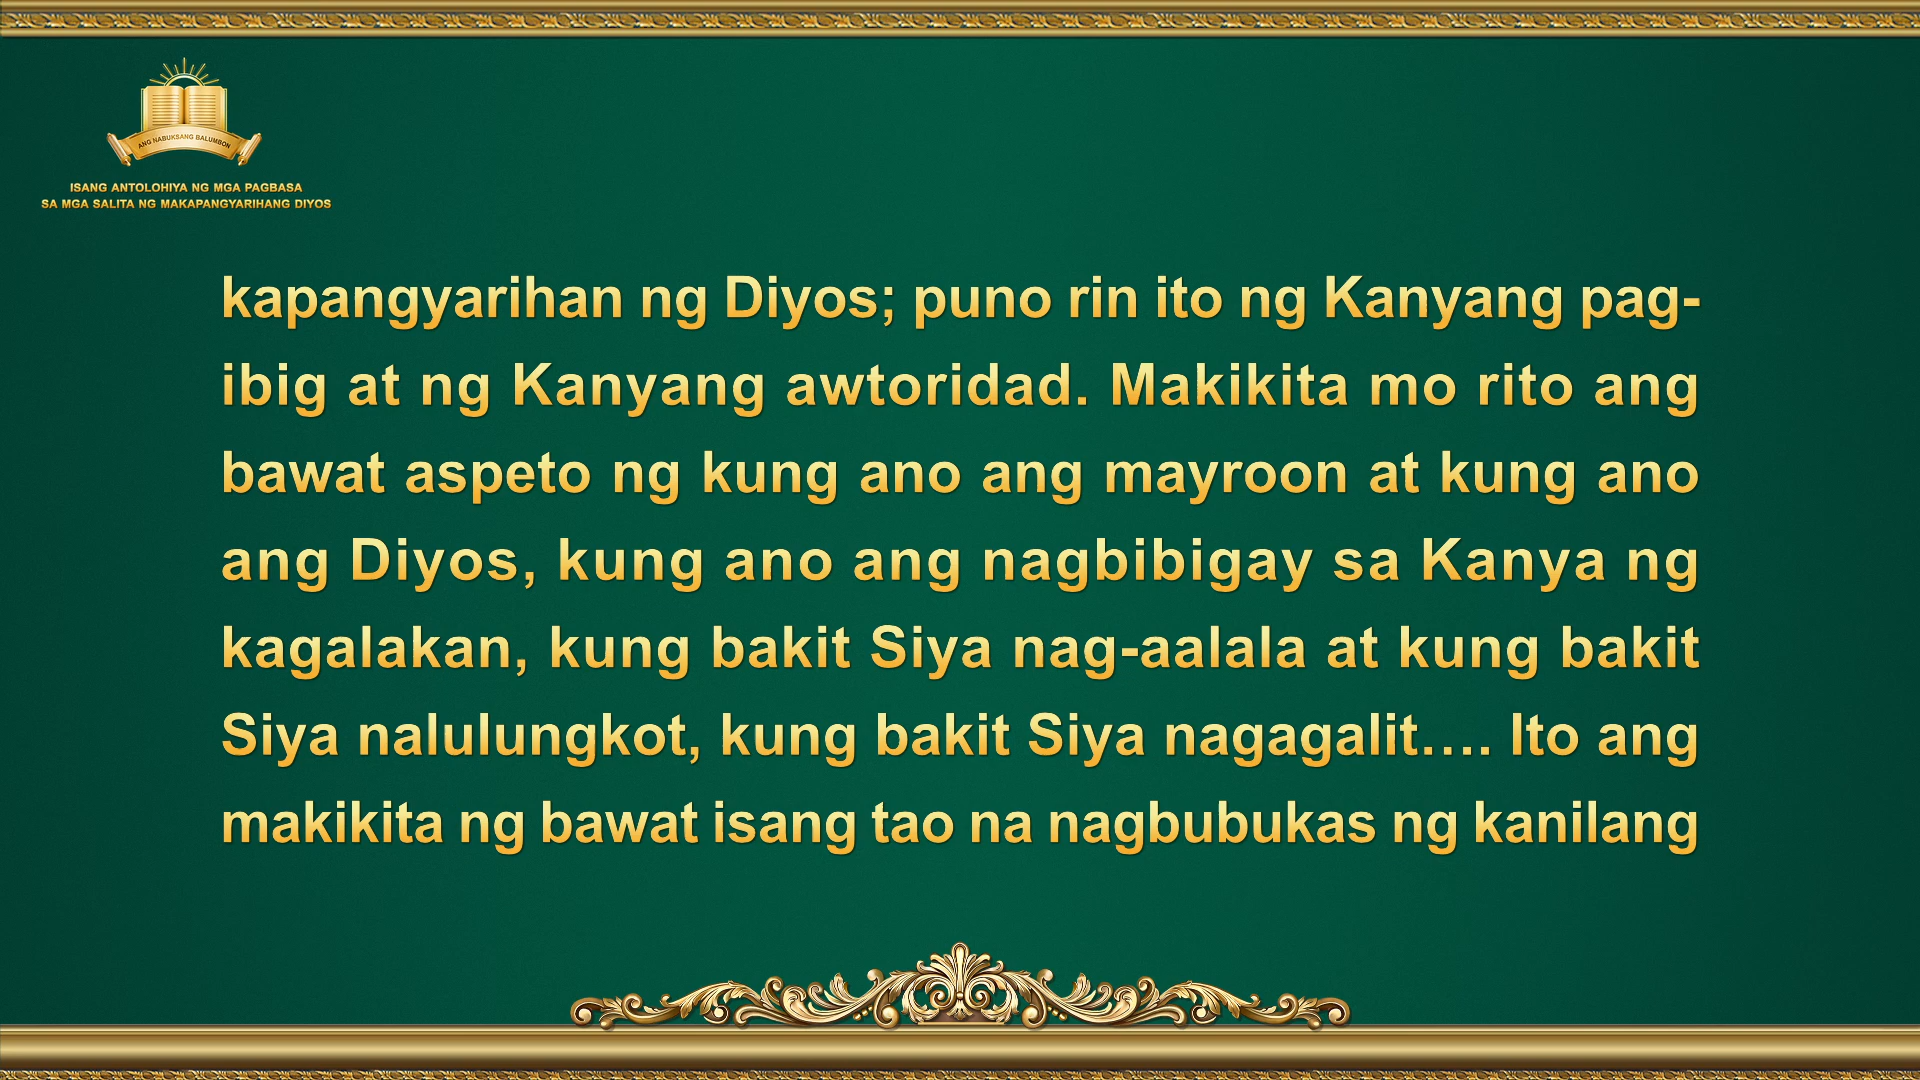 ANG NABUKSANG BALUMBON
ISANG ANTOLOHIYA NG MGA PAGBASA
SA MGA SALITA NG MAKAPANGYARIHANG DIYOS
kapangyarihan ng Diyos; puno rin ito ng Kanyang pag-
ibig at ng Kanyang awtoridad. Makikita mo rito ang
bawat aspeto ng kung ano ang mayroon at kung ano
ang Diyos, kung ano ang nagbibigay sa Kanya ng
kagalakan, kung bakit Siya nag-aalala at kung bakit
Siya nalulungkot, kung bakit Siya nagagalit…. Ito ang
makikita ng bawat isang tao na nagbubukas ng kanilang